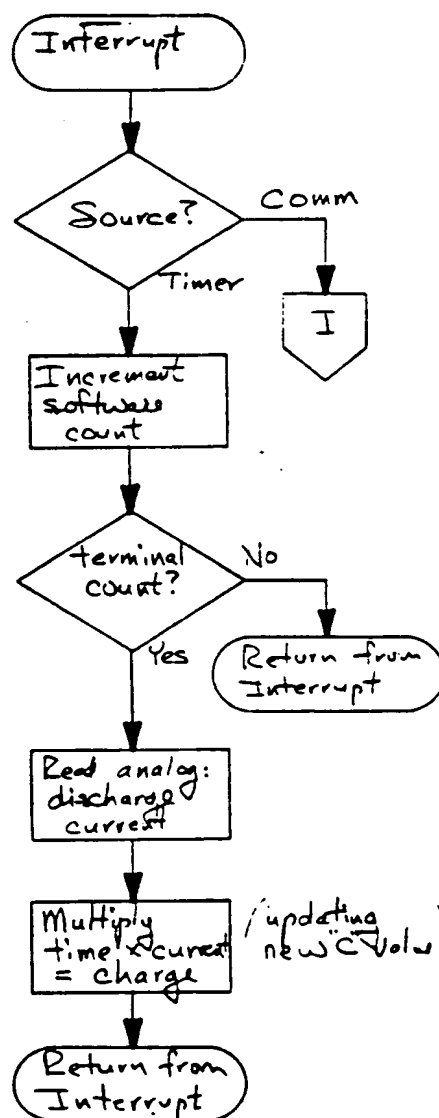 Interrupt
Source?
Comm
Timer
I
Increment
software
count
terminal
count?
No
Yes
Return from
Interrupt
Read analog:
discharge
current
Multiply
time × current
= charge
updating
new "C" Value
Return from
Interrupt